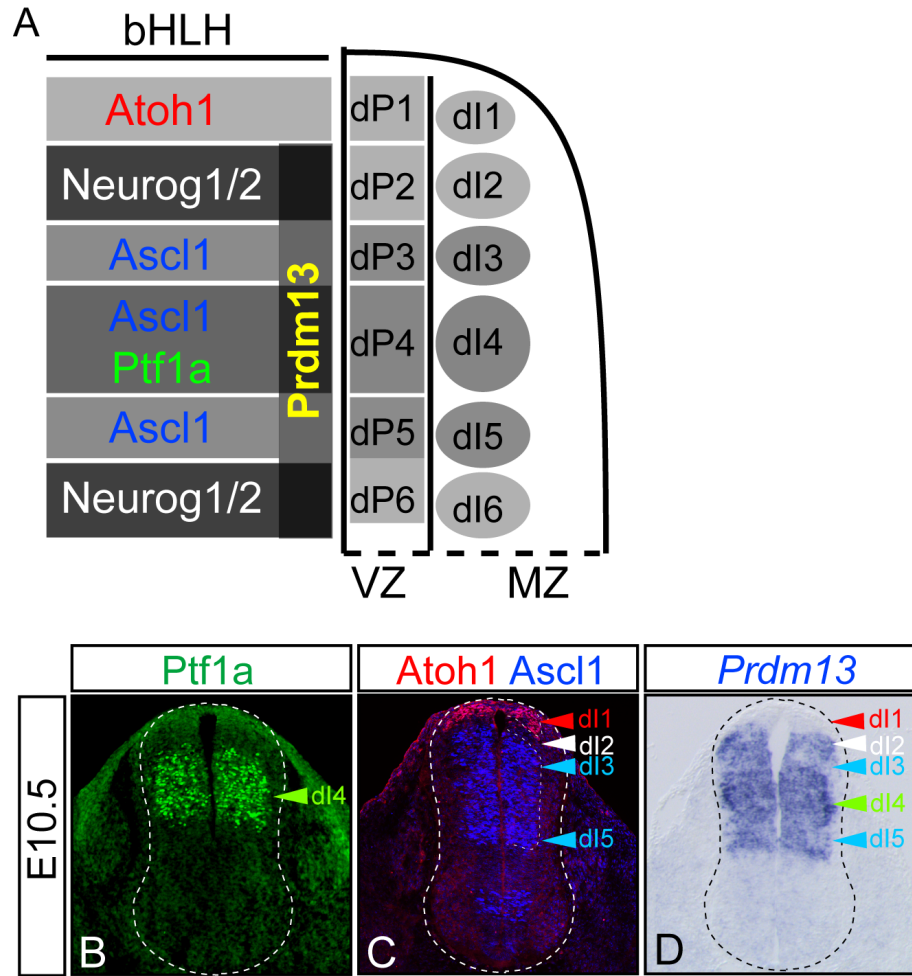 A
bHLH
Atoh1
Neurog1/2
Ascl1
Ascl1
Ptf1a
Ascl1
Neurog1/2
Prdm13
dP1
dP2
dP3
dP4
dP5
dP6
dI1
dI2
dI3
dI4
dI5
dI6
VZ
MZ
Ptf1a
Atoh1 Ascl1
Prdm13
E10.5
dI4
B
dI1
dI2
dI3
dI5
C
dI1
dI2
dI3
dI4
dI5
D